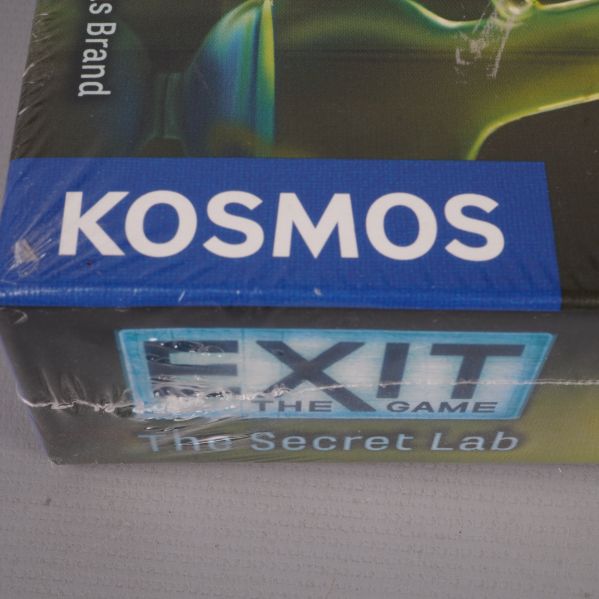 s Brand
KOSMOS
EXIT
THE GAME
The Secret Lab